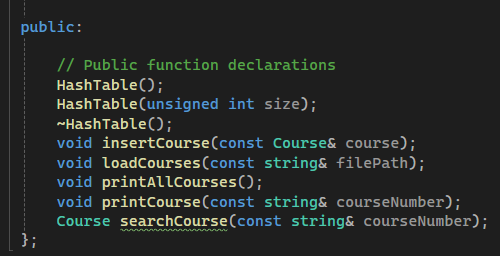 public:
// Public function declarations
HashTable();
HashTable(unsigned int size);
~HashTable();
void insertCourse(const Course& course);
void loadCourses(const string& filePath);
void printAllCourses();
void printCourse(const string& courseNumber);
Course searchCourse(const string& courseNumber);
};